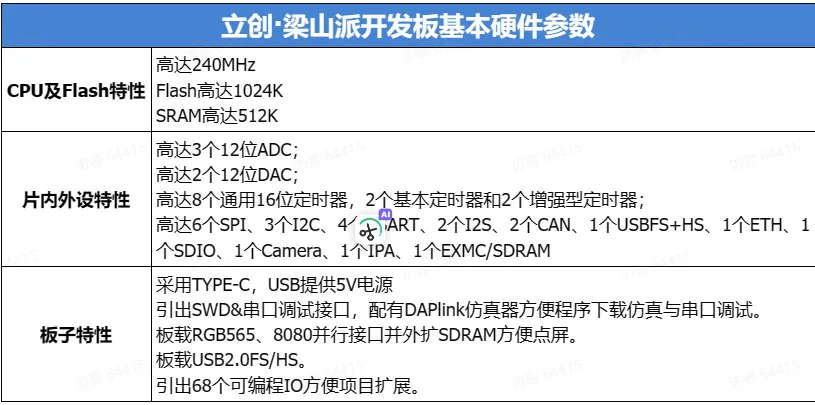 立创·梁山派开发板基本硬件参数
CPU及Flash特性
高达240MHz
Flash高达1024K
SRAM高达512K
片内外设特性
高达3个12位ADC；
高达2个12位DAC；
高达8个通用16位定时器，2个基本定时器和2个增强型定时器；
高达6个SPI、3个I2C、4个 ART、2个I2S、2个CAN、1个USBFS+HS、1个ETH、1
个SDIO、1个Camera、1个IPA、1个EXMC/SDRAM
AI
板子特性
采用TYPE-C，USB提供5V电源
引出SWD&串口调试接口，配有DAPlink仿真器方便程序下载仿真与串口调试。
板载RGB565、8080并行接口并外扩SDRAM方便点屏。
板载USB2.0FS/HS。
引出68个可编程IO方便项目扩展。
访客 64415